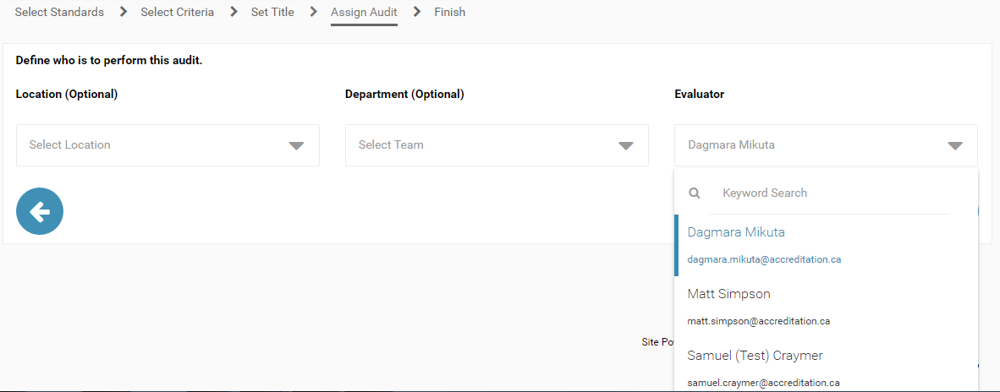 Select Standards > Select Criteria > Set Title > Assign Audit > Finish
Define who is to perform this audit.
Location (Optional) Department (Optional) Evaluator
Select Location Select Team Dagmara Mikuta
Keyword Search
Dagmara Mikuta
dagmara.mikuta@accreditation.ca
Matt Simpson
matt.simpson@accreditation.ca
Site Po
Samuel (Test) Craymer
samuel.craymer@accreditation.ca